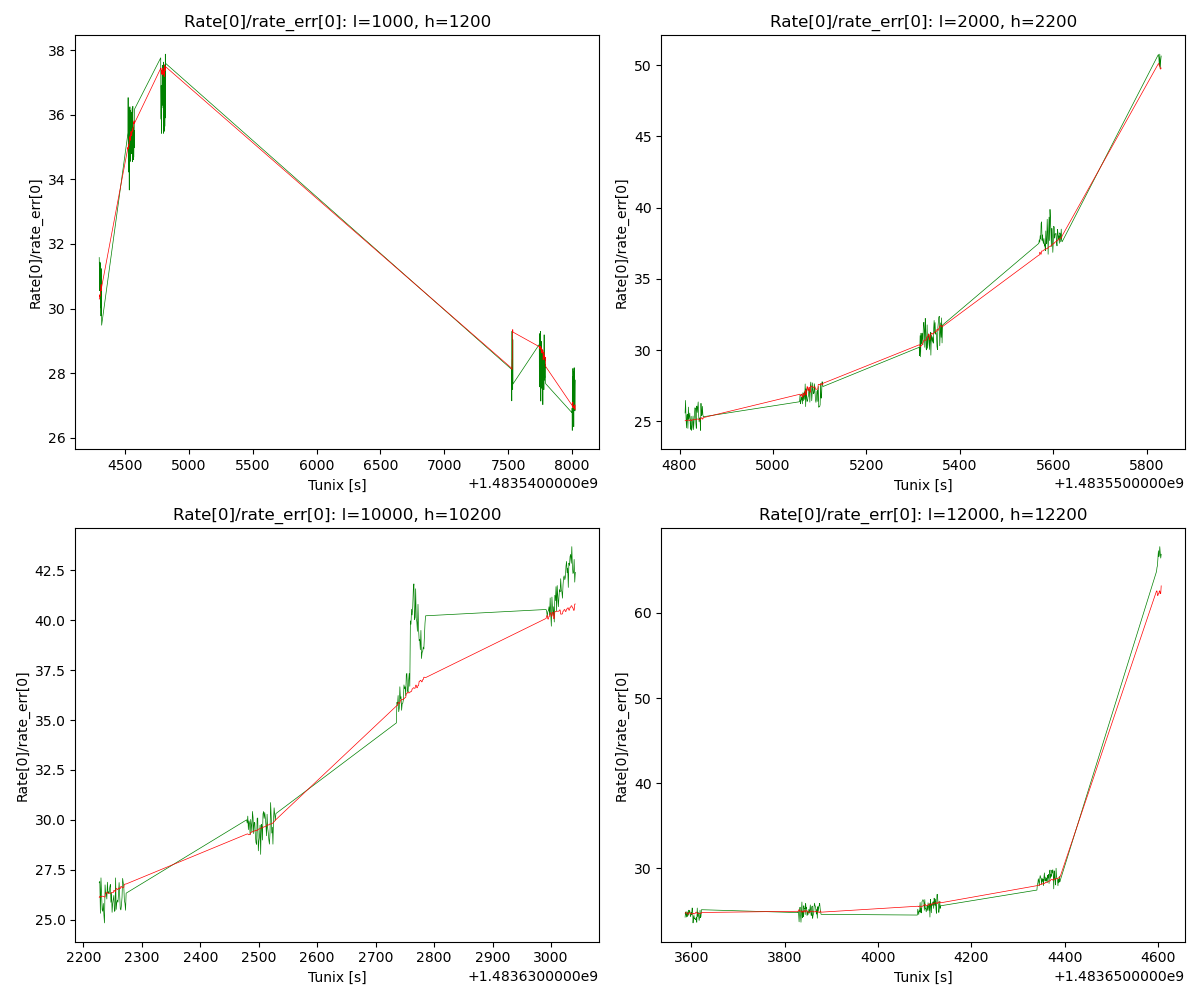 Rate[0]/rate_err[0]: l=1000, h=1200
Rate[0]/rate_err[0]
38
36
34
32
30
28
26
4500 5000 5500 6000 6500 7000 7500 8000
Tunix [s]
+1.4835400000e9
Rate[0]/rate_err[0]: l=2000, h=2200
Rate[0]/rate_err[0]
50
45
40
35
30
25
4800 5000 5200 5400 5600 5800
Tunix [s]
+1.4835500000e9
Rate[0]/rate_err[0]: l=10000, h=10200
Rate[0]/rate_err[0]
42.5
40.0
37.5
35.0
32.5
30.0
27.5
25.0
2200 2300 2400 2500 2600 2700 2800 2900 3000
Tunix [s]
+1.4836300000e9
Rate[0]/rate_err[0]: l=12000, h=12200
Rate[0]/rate_err[0]
60
50
40
30
3600 3800 4000 4200 4400 4600
Tunix [s]
+1.4836500000e9